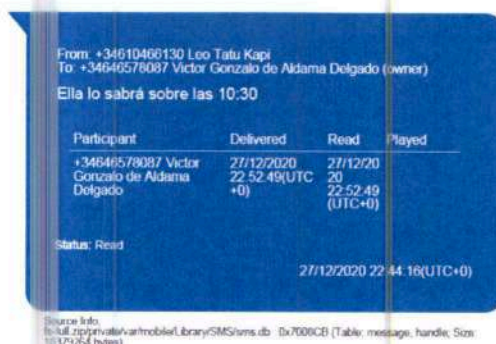 From: +34610466130 Leo Tatu Kapi
To: +34646578087 Victor Gonzalo de Aldama Delgado (owner)
Ella lo sabrá sobre las 10:30
Participant Delivered Read Played
+34646578087 Victor 27/12/2020 27/12/20
Gonzalo de Aldama 22:52:49(UTC 20
Delgado +0) 22:52:49
(UTC+0)
Status: Read
27/12/2020 22:44:16(UTC+0)
Source Info:
full.zip/private/var/mobile/Library/SMS/sms.db : 0x7006CB (Table: message, handle; Size:
10379264 bytes)